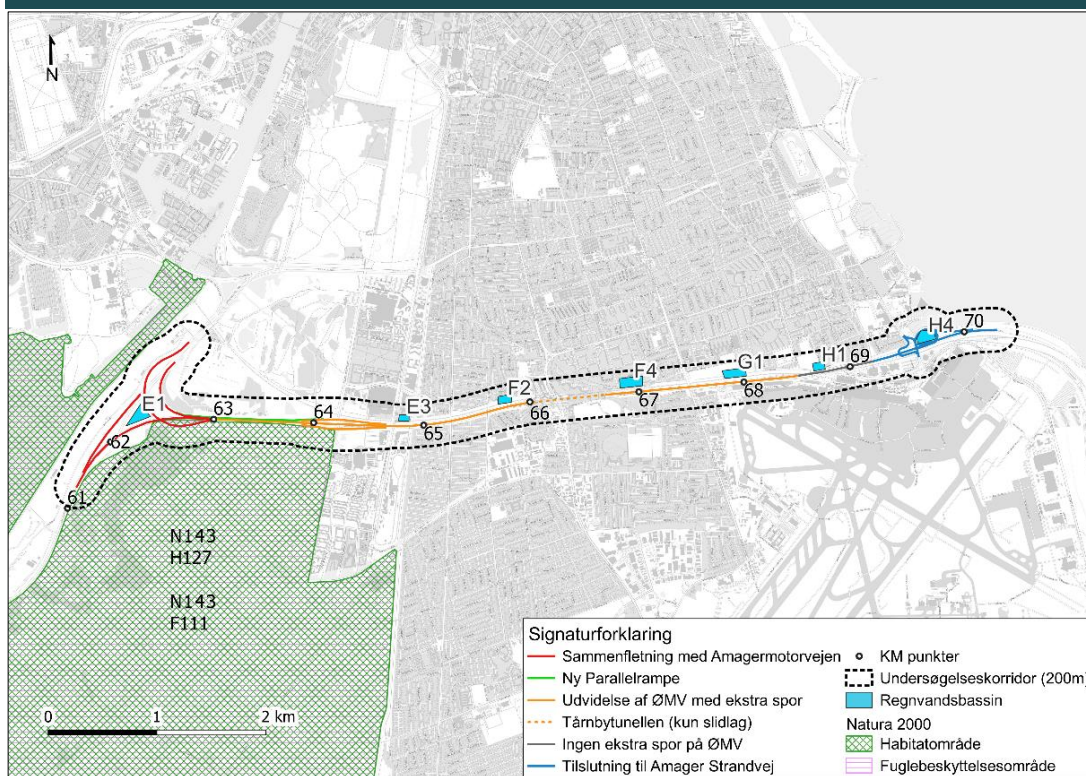 N
E1
61
62
63
64
E3
65
F2
66
F4
67
G1
68
H1
69
H4
70
N143
H127
N143
F111
0 1 2 km
Signaturforklaring
Sammenfletning med Amagermotorvejen
Ny Parallelrampe
Udvidelse af ØMV med ekstra spor
Tårnbytunellen (kun slidlag)
Ingen ekstra spor på ØMV
Tilslutning til Amager Strandvej
KM punkter
Undersøgelseskorridor (200m)
Regnvandsbassin
Natura 2000
Habitatområde
Fuglebeskyttelsesområde